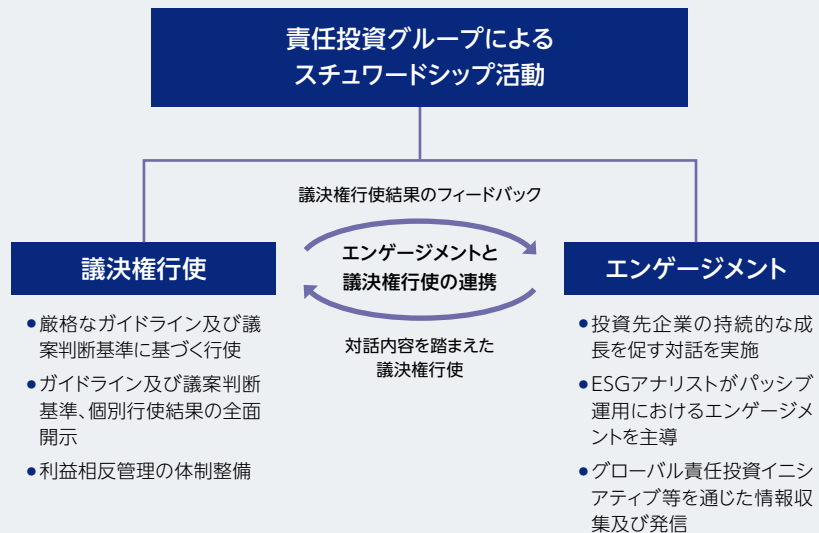 責任投資グループによる
スチュワードシップ活動
議決権行使結果のフィードバック
エンゲージメントと
議決権行使の連携
対話内容を踏まえた
議決権行使
議決権行使
●厳格なガイドライン及び議
案判断基準に基づく行使
●ガイドライン及び議案判断
基準、個別行使結果の全面
開示
●利益相反管理の体制整備
エンゲージメント
●投資先企業の持続的な成
長を促す対話を実施
●ESGアナリストがパッシブ
運用におけるエンゲージメ
ントを主導
●グローバル責任投資イニシ
アティブ等を通じた情報収
集及び発信